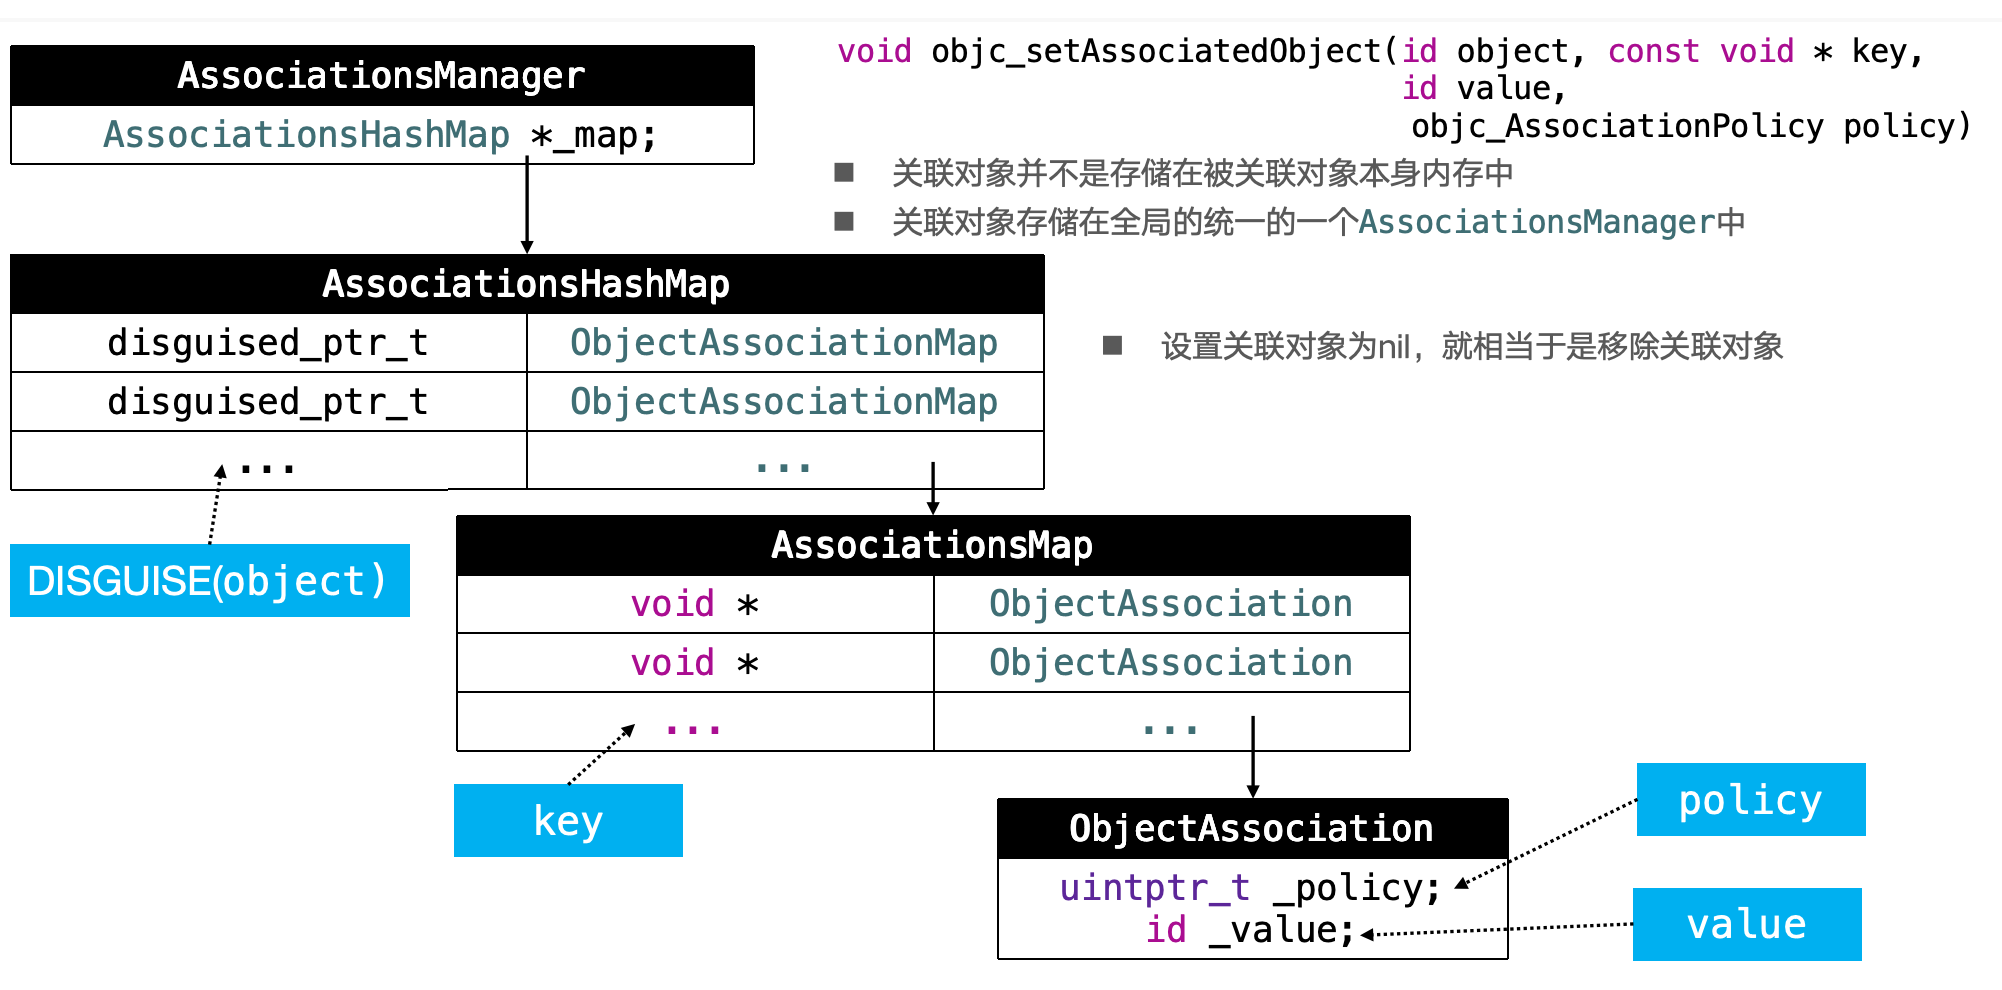 AssociationsManager
AssociationsHashMap *_map;
void objc_setAssociatedObject(id object, const void * key,
id value,
objc_AssociationPolicy policy)
■ 关联对象并不是存储在被关联对象本身内存中
■ 关联对象存储在全局的统一的一个AssociationsManager中
AssociationsHashMap
disguised_ptr_t ObjectAssociationMap
disguised_ptr_t ObjectAssociationMap
... ...
■ 设置关联对象为nil，就相当于是移除关联对象
DISGUISE(object)
AssociationsMap
void * ObjectAssociation
void * ObjectAssociation
... ...
key
ObjectAssociation
uintptr_t _policy;
id _value;
policy
value